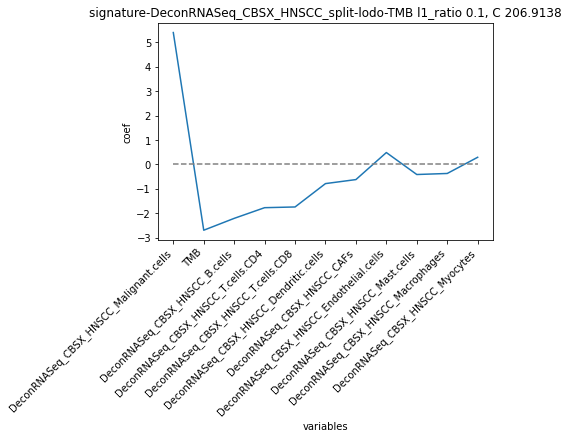 signature-DeconRNASeq_CBSX_HNSCC_split-lodo-TMB l1_ratio 0.1, C 206.9138
coef
5
4
3
2
1
0
−1
−2
−3
DeconRNASeq_CBSX_HNSCC_Malignant.cells
TMB
DeconRNASeq_CBSX_HNSCC_B.cells
DeconRNASeq_CBSX_HNSCC_T.cells.CD4
DeconRNASeq_CBSX_HNSCC_T.cells.CD8
DeconRNASeq_CBSX_HNSCC_Dendritic.cells
DeconRNASeq_CBSX_HNSCC_CAFs
DeconRNASeq_CBSX_HNSCC_Endothelial.cells
DeconRNASeq_CBSX_HNSCC_Mast.cells
DeconRNASeq_CBSX_HNSCC_Macrophages
DeconRNASeq_CBSX_HNSCC_Myocytes
variables